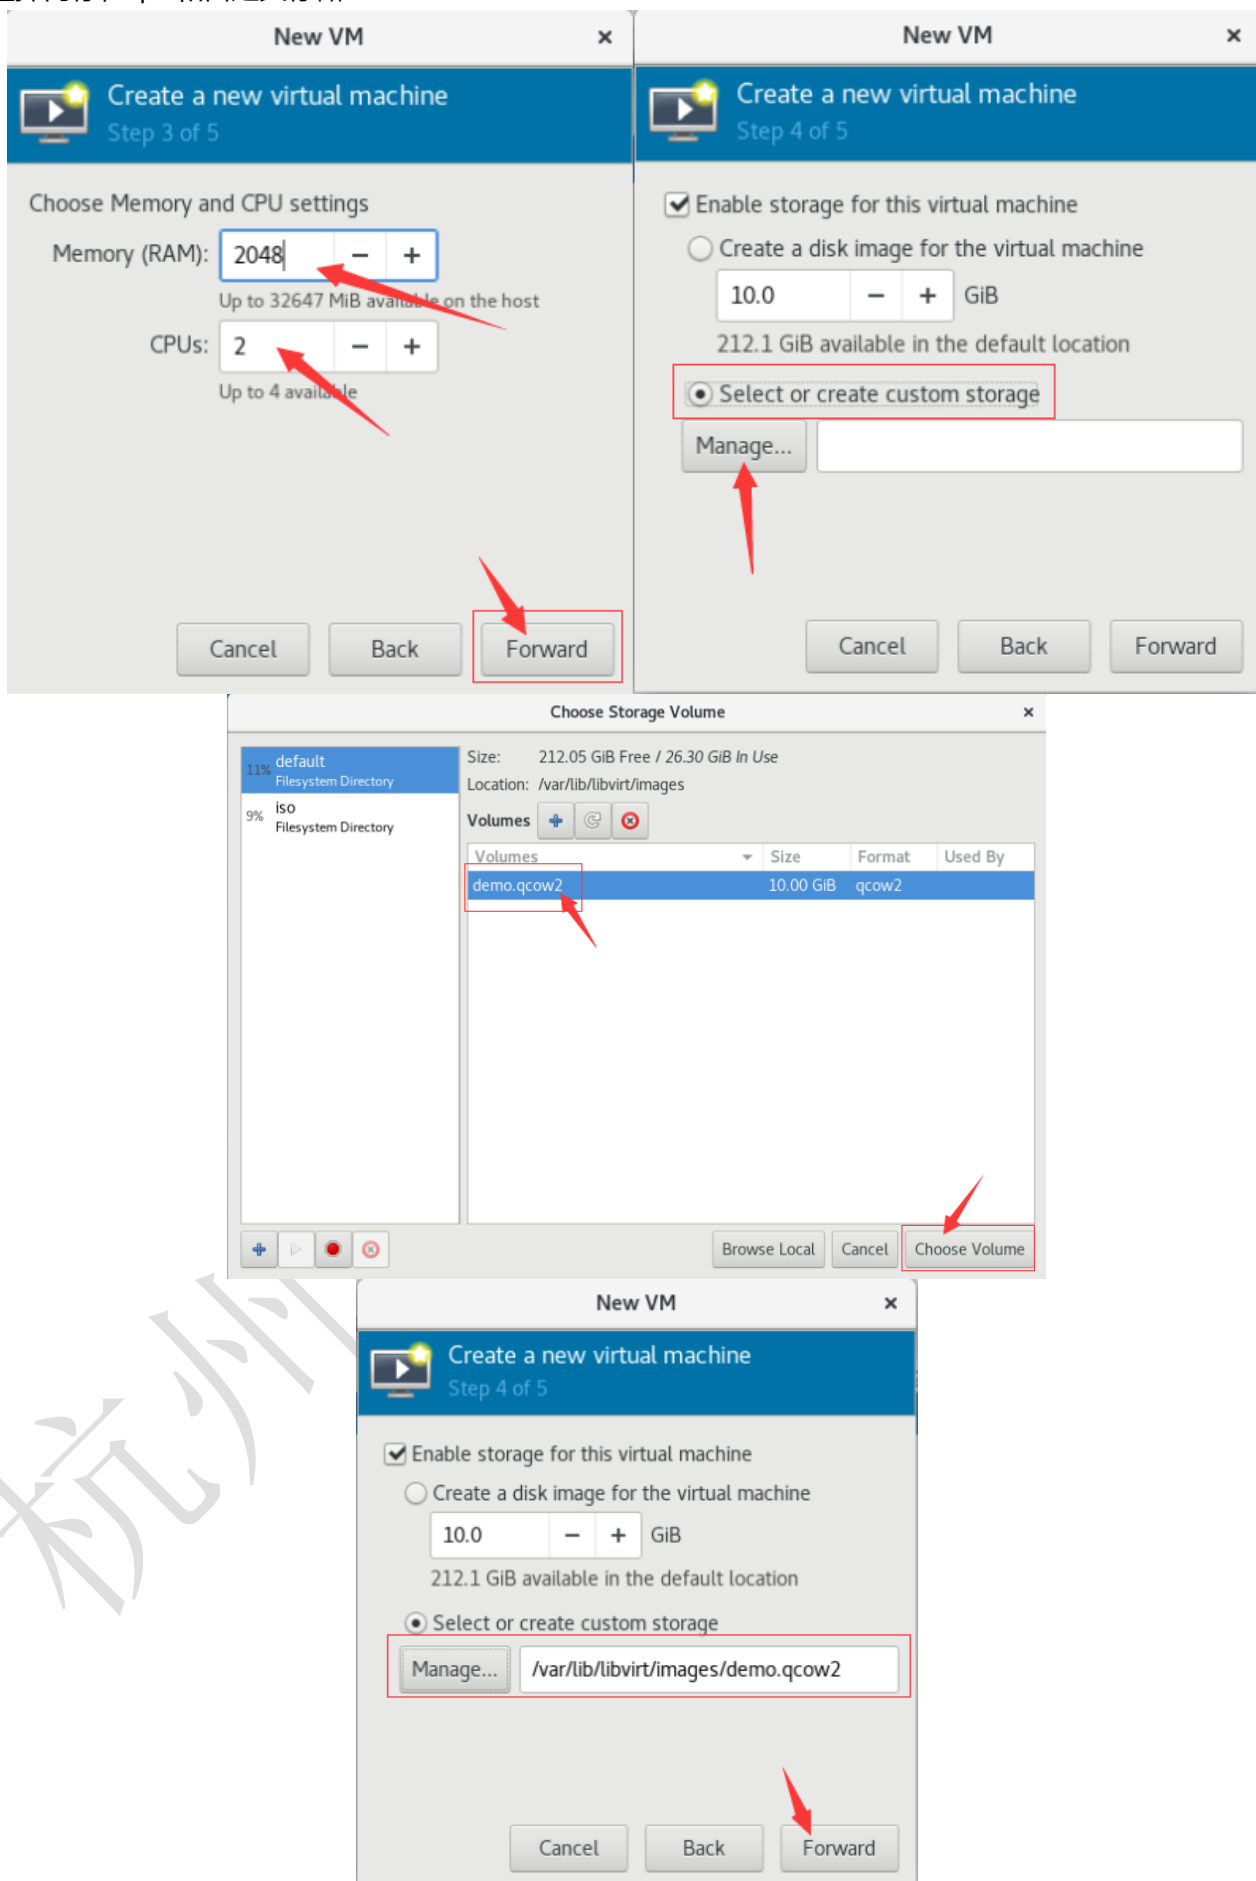 New VM
Create a new virtual machine
Step 3 of 5
Choose Memory and CPU settings
Memory (RAM): 2048
Up to 32647 MiB available on the host
CPUs: 2
Up to 4 available
Cancel Back Forward
New VM
Create a new virtual machine
Step 4 of 5
Enable storage for this virtual machine
Create a disk image for the virtual machine
10.0 GiB
212.1 GiB available in the default location
Select or create custom storage
Manage...
Cancel Back Forward
Choose Storage Volume
11% default
Filesystem Directory
9% iso
Filesystem Directory
Size: 212.05 GiB Free / 26.30 GiB In Use
Location: /var/lib/libvirt/images
Volumes
Volumes Size Format Used By
demo.qcow2 10.00 GiB qcow2
Browse Local Cancel Choose Volume
New VM
Create a new virtual machine
Step 4 of 5
Enable storage for this virtual machine
Create a disk image for the virtual machine
10.0 GiB
212.1 GiB available in the default location
Select or create custom storage
Manage... /var/lib/libvirt/images/demo.qcow2
Cancel Back Forward
杭州